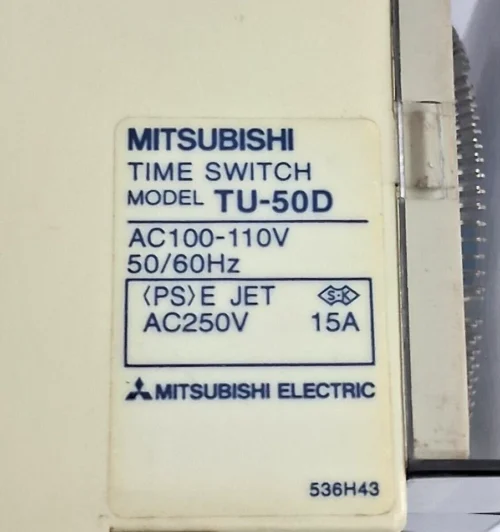 MITSUBISHI
TIME SWITCH
MODEL TU-50D
AC100-110V
50/60Hz
〈PS〉E JET S-K
AC250V 15A
MITSUBISHI ELECTRIC
536H43